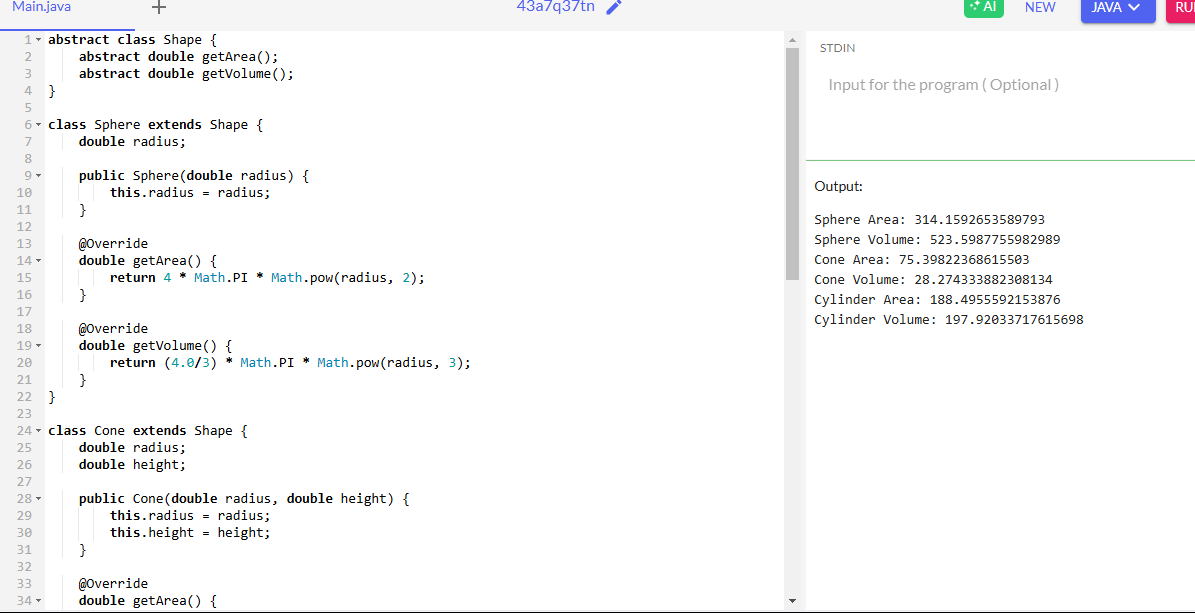 Main.java
+
43a7q37tn
AI
NEW
JAVA
RU
1 abstract class Shape {
2     abstract double getArea();
3     abstract double getVolume();
4 }
5
6 class Sphere extends Shape {
7     double radius;
8
9     public Sphere(double radius) {
10         this.radius = radius;
11     }
12
13     @Override
14     double getArea() {
15         return 4 * Math.PI * Math.pow(radius, 2);
16     }
17
18     @Override
19     double getVolume() {
20         return (4.0/3) * Math.PI * Math.pow(radius, 3);
21     }
22 }
23
24 class Cone extends Shape {
25     double radius;
26     double height;
27
28     public Cone(double radius, double height) {
29         this.radius = radius;
30         this.height = height;
31     }
32
33     @Override
34     double getArea() {
STDIN
Input for the program ( Optional )
Output:
Sphere Area: 314.1592653589793
Sphere Volume: 523.5987755982989
Cone Area: 75.39822368615503
Cone Volume: 28.274333882308134
Cylinder Area: 188.4955592153876
Cylinder Volume: 197.92033717615698